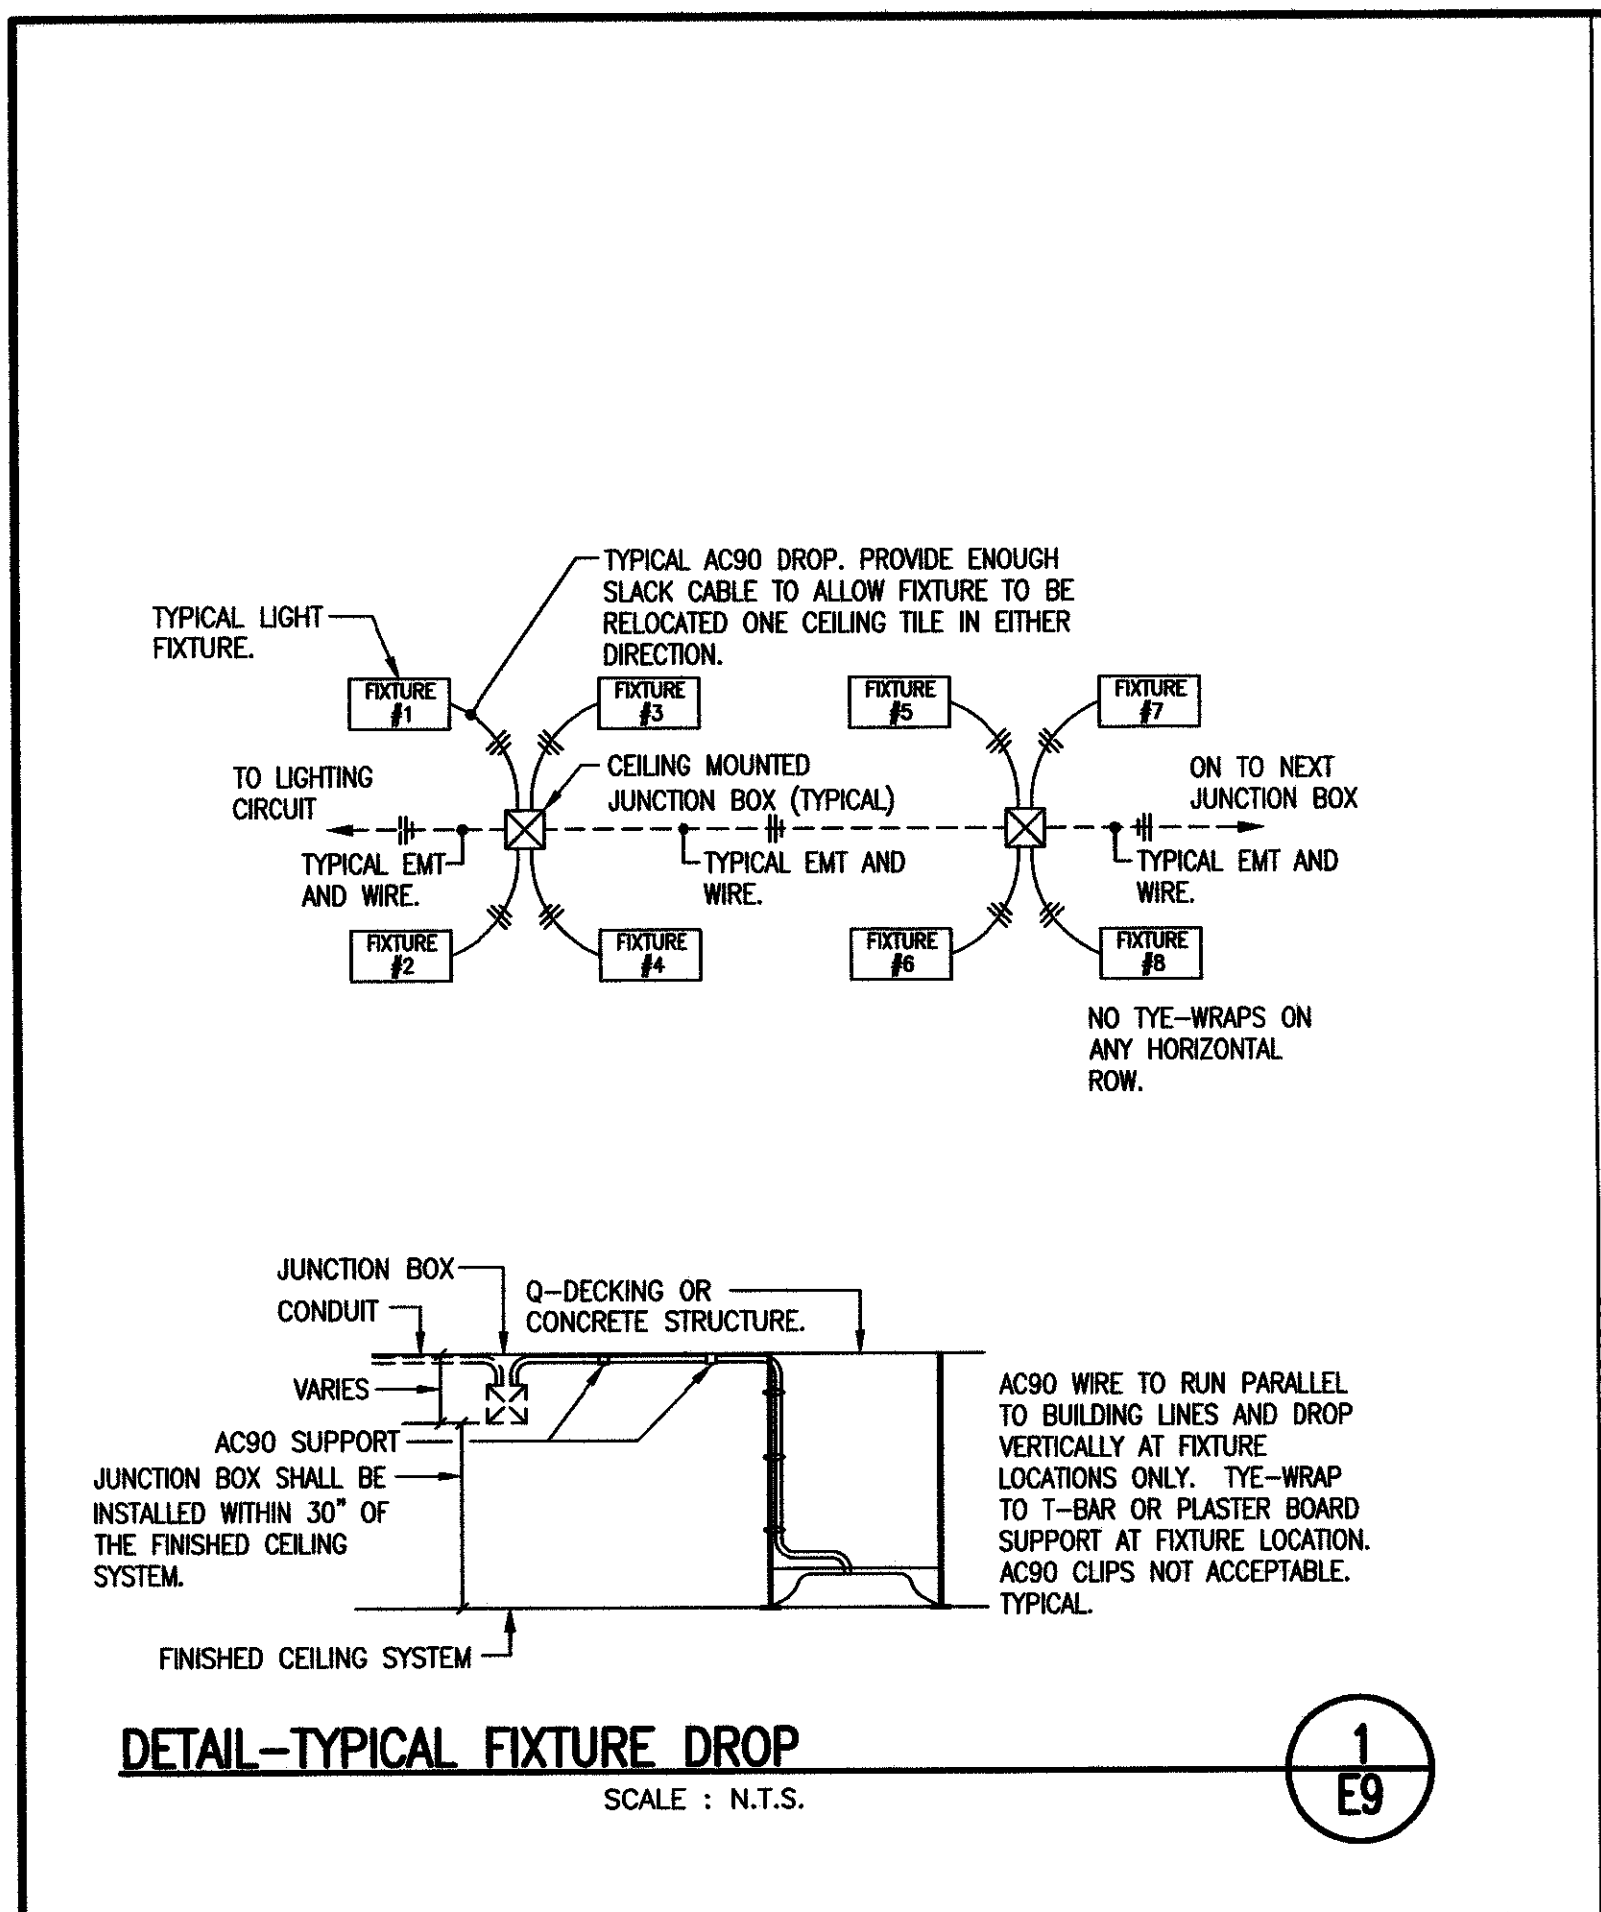 TYPICAL AC90 DROP. PROVIDE ENOUGH
SLACK CABLE TO ALLOW FIXTURE TO BE
RELOCATED ONE CEILING TILE IN EITHER
DIRECTION.
TYPICAL LIGHT
FIXTURE.
FIXTURE
#1
FIXTURE
#3
FIXTURE
#5
FIXTURE
#7
TO LIGHTING
CIRCUIT
CEILING MOUNTED
JUNCTION BOX (TYPICAL)
ON TO NEXT
JUNCTION BOX
TYPICAL EMT
AND WIRE.
TYPICAL EMT AND
WIRE.
TYPICAL EMT AND
WIRE.
FIXTURE
#2
FIXTURE
#4
FIXTURE
#6
FIXTURE
#8
NO TYE-WRAPS ON
ANY HORIZONTAL
ROW.
JUNCTION BOX
CONDUIT
Q-DECKING OR
CONCRETE STRUCTURE.
VARIES
AC90 SUPPORT
JUNCTION BOX SHALL BE
INSTALLED WITHIN 30" OF
THE FINISHED CEILING
SYSTEM.
AC90 WIRE TO RUN PARALLEL
TO BUILDING LINES AND DROP
VERTICALLY AT FIXTURE
LOCATIONS ONLY. TYE-WRAP
TO T-BAR OR PLASTER BOARD
SUPPORT AT FIXTURE LOCATION.
AC90 CLIPS NOT ACCEPTABLE.
TYPICAL.
FINISHED CEILING SYSTEM
DETAIL-TYPICAL FIXTURE DROP
SCALE : N.T.S.
1
E9